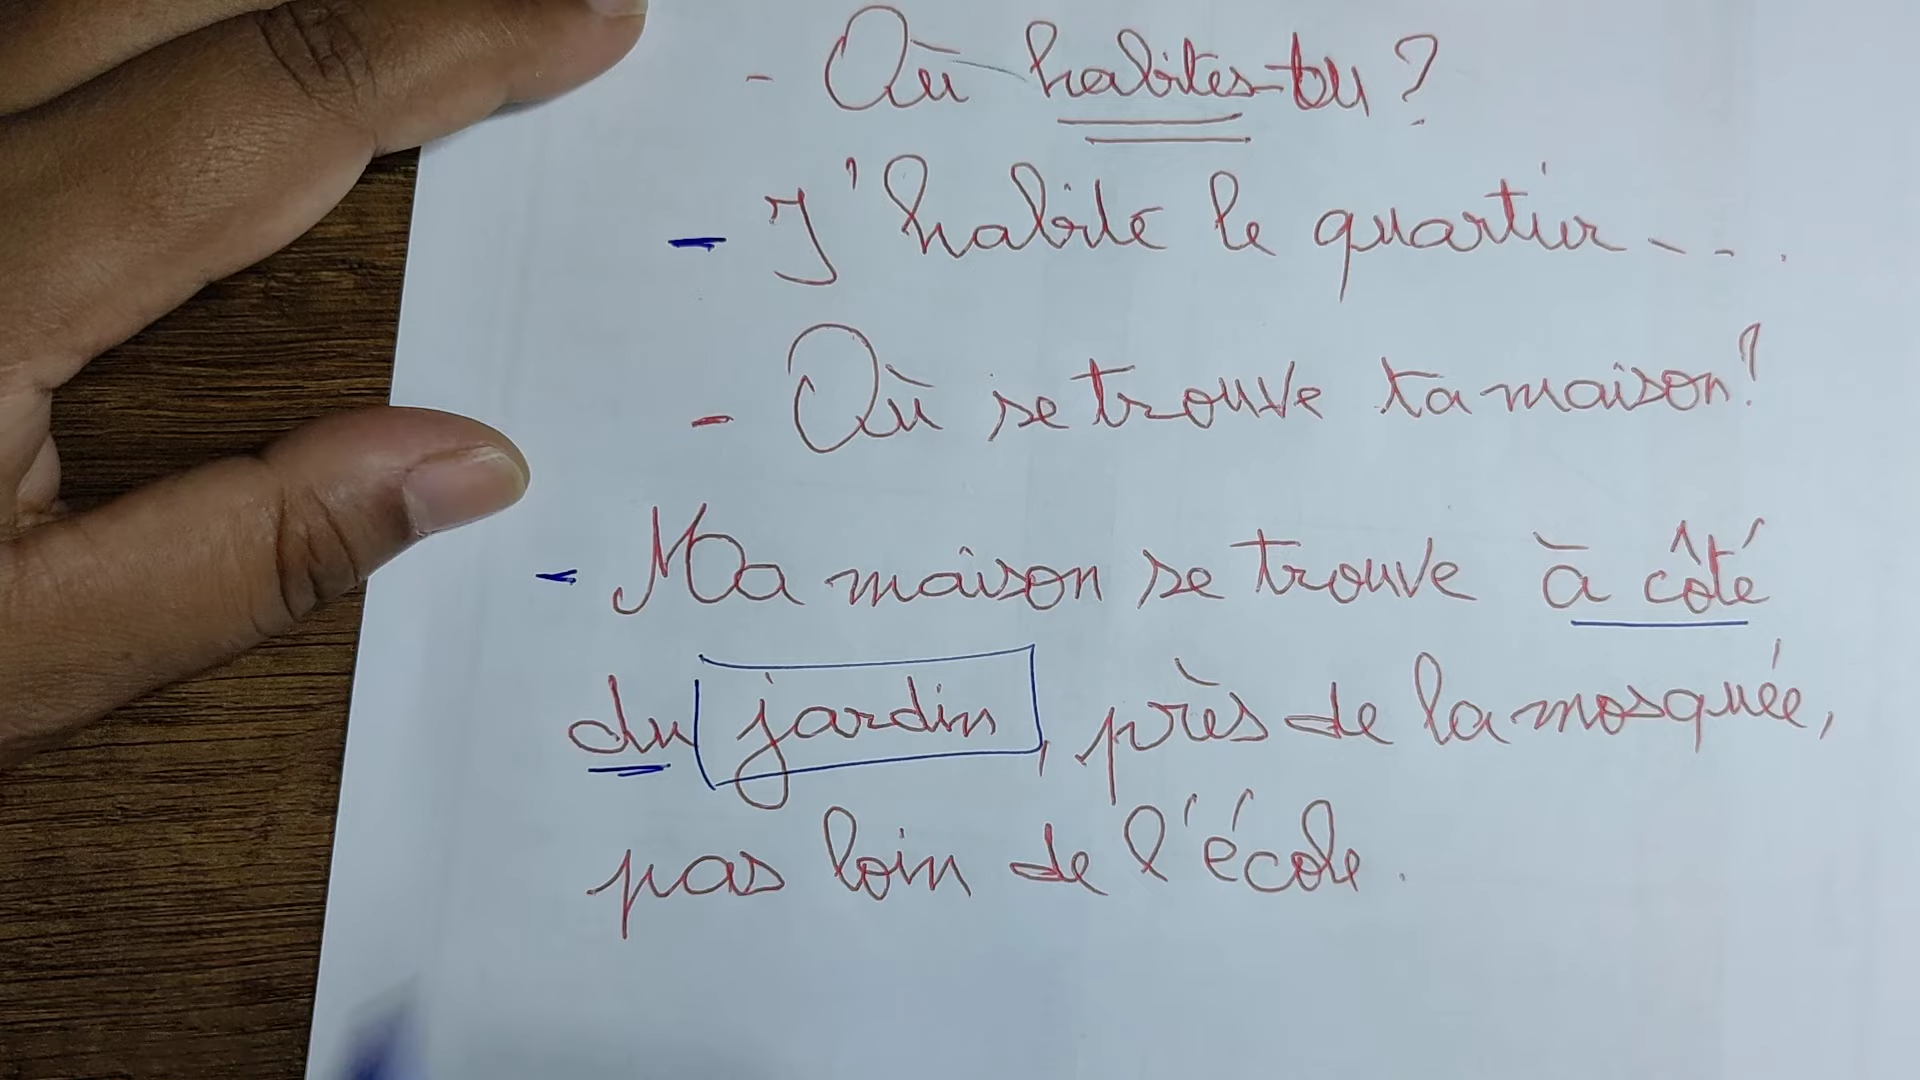 - Où habites-tu ?
- J'habite le quartier ...
- Où se trouve ta maison ?
- Ma maison se trouve à côté
du jardin, près de la mosquée,
pas loin de l'école.